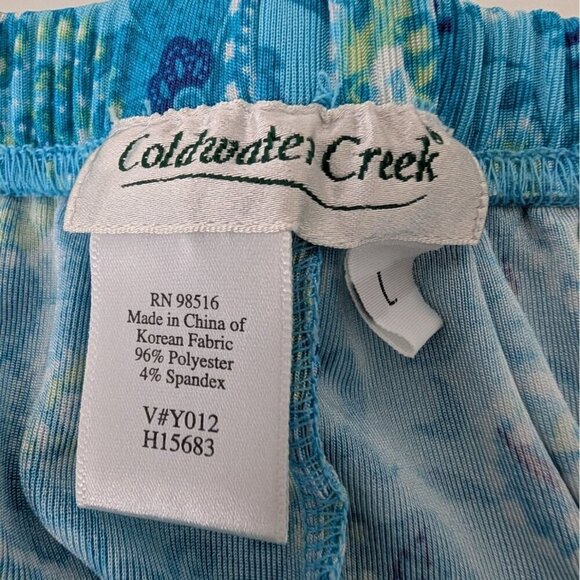 Coldwater Creek
L
RN 98516
Made in China of
Korean Fabric
96% Polyester
4% Spandex
V#Y012
H15683